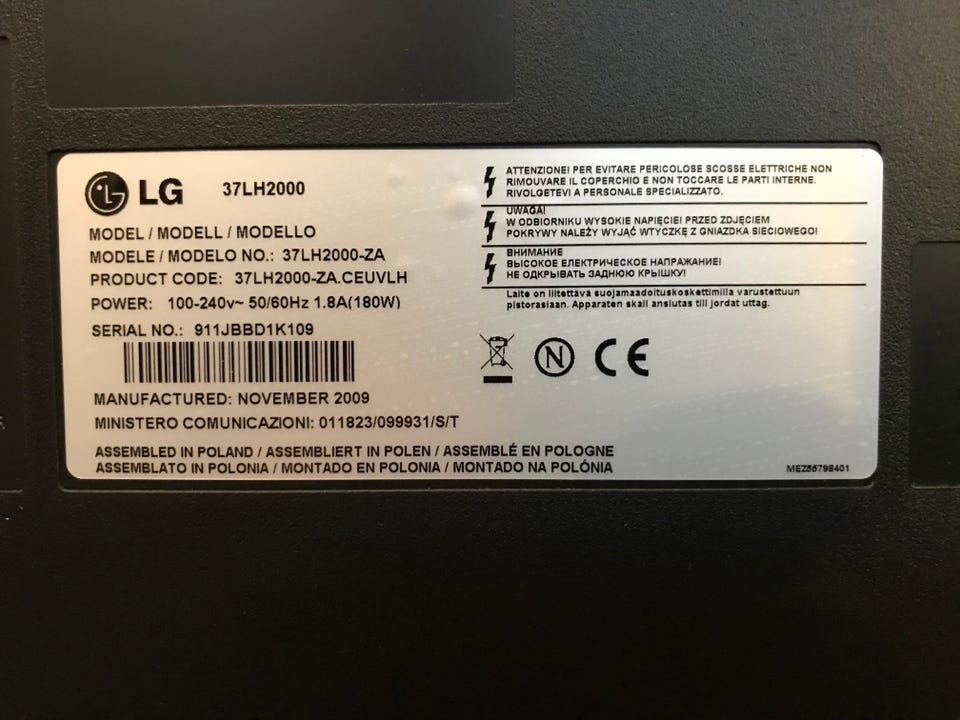 LG 37LH2000
MODEL / MODELL / MODELLO
MODELE / MODELO NO.: 37LH2000-ZA
PRODUCT CODE: 37LH2000-ZA.CEUVLH
POWER: 100-240v~ 50/60Hz 1.8A(180W)
SERIAL NO.: 911JBBD1K109
MANUFACTURED: NOVEMBER 2009
MINISTERO COMUNICAZIONI: 011823/099931/S/T
ASSEMBLED IN POLAND / ASSEMBLIERT IN POLEN / ASSEMBLÉ EN POLOGNE
ASSEMBLATO IN POLONIA / MONTADO EN POLONIA / MONTADO NA POLÓNIA
ATTENZIONE! PER EVITARE PERICOLOSE SCOSSE ELETTRICHE NON
RIMOUVARE IL COPERCHIO E NON TOCCARE LE PARTI INTERNE.
RIVOLGETEVI A PERSONALE SPECIALIZZATO.
UWAGA!
W ODBIORNIKU WYSOKIE NAPIĘCIE! PRZED ZDJĘCIEM
POKRYWY NALEŻY WYJĄĆ WTYCZKĘ Z GNIAZDKA SIECIOWEGO!
ВНИМАНИЕ
ВЫСОКОЕ ЕЛЕКТРИЧЕСКОЕ НАПРАЖАНИЕ!
НЕ ОДКРЫВАТЬ ЗАДНЮЮ КРЫШКУ!
Laite on liitettävä suojamaadoituskoskettimilla varustettuun
pistorasiaan. Apparaten skall anslutas till jordat uttag.
N CE
MEZ55798401